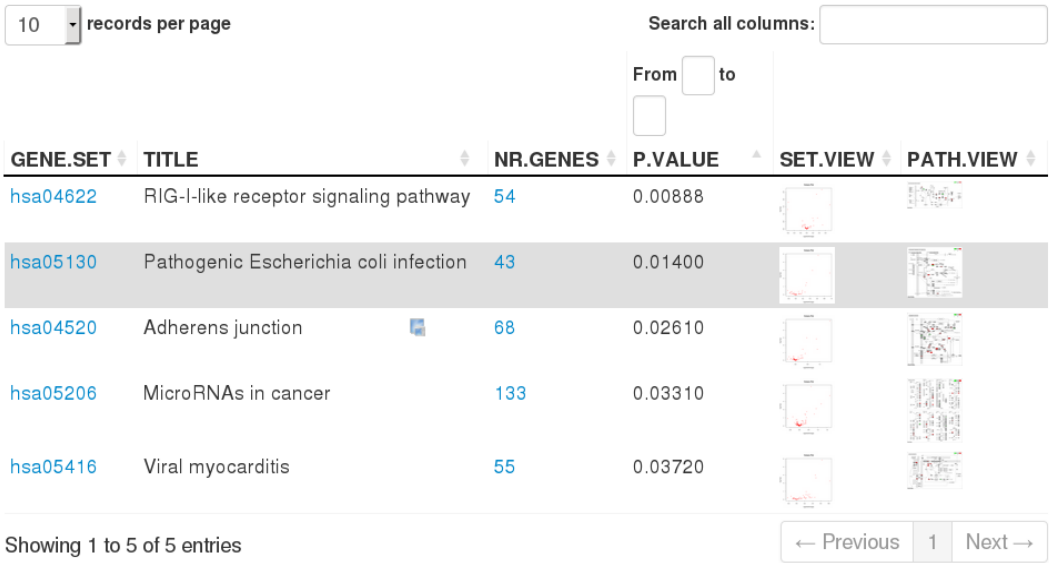 10 records per page Search all columns:
From to
GENE.SET TITLE NR.GENES P.VALUE SET.VIEW PATH.VIEW
hsa04622 RIG-I-like receptor signaling pathway 54 0.00888
hsa05130 Pathogenic Escherichia coli infection 43 0.01400
hsa04520 Adherens junction 68 0.02610
hsa05206 MicroRNAs in cancer 133 0.03310
hsa05416 Viral myocarditis 55 0.03720
Showing 1 to 5 of 5 entries ← Previous 1 Next →